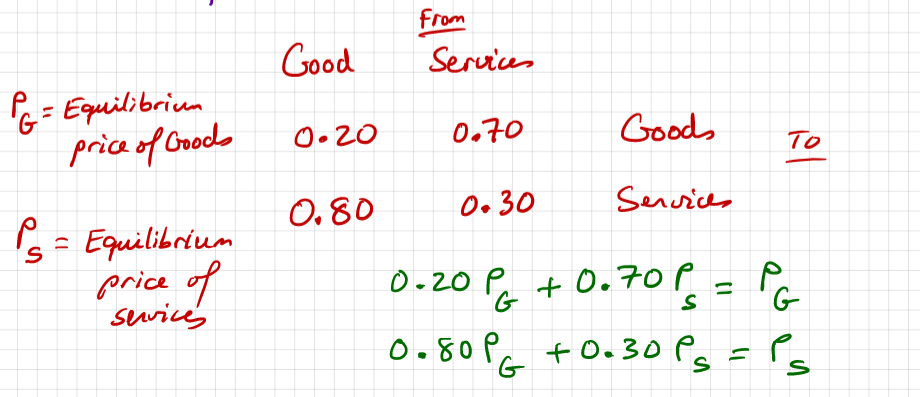 From
Good Services
P_G = Equilibrium
price of Goods 0.20 0.70 Goods To
0.80 0.30 Services
P_S = Equilibrium
price of
services
0.20 P_G + 0.70 P_S = P_G
0.80 P_G + 0.30 P_S = P_S